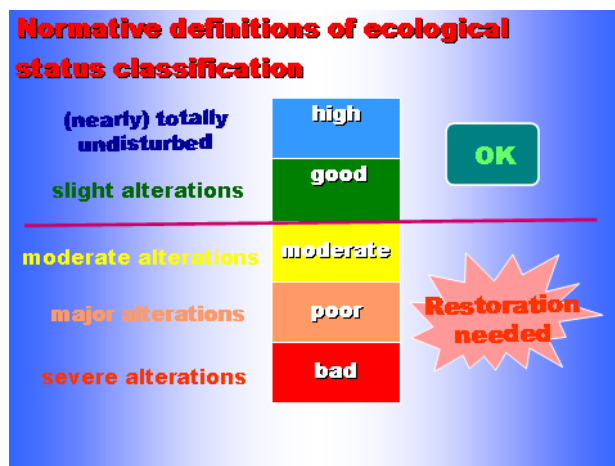 Normative definitions of ecological
status classification
(nearly) totally
undisturbed
high
OK
slight alterations
good
moderate alterations
moderate
major alterations
poor
Restoration
needed
severe alterations
bad